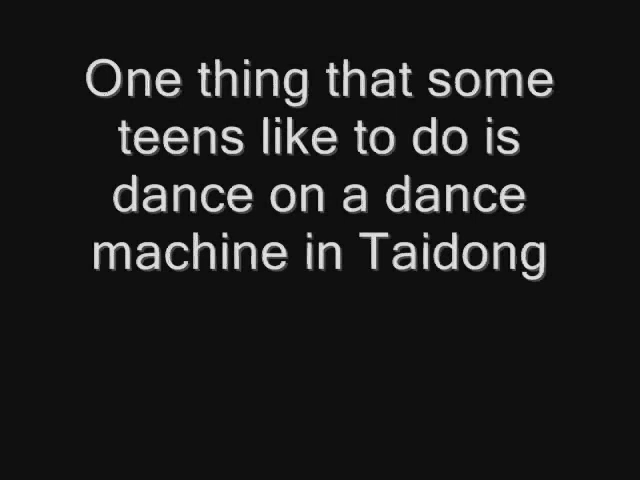 One thing that some
teens like to do is
dance on a dance
machine in Taidong